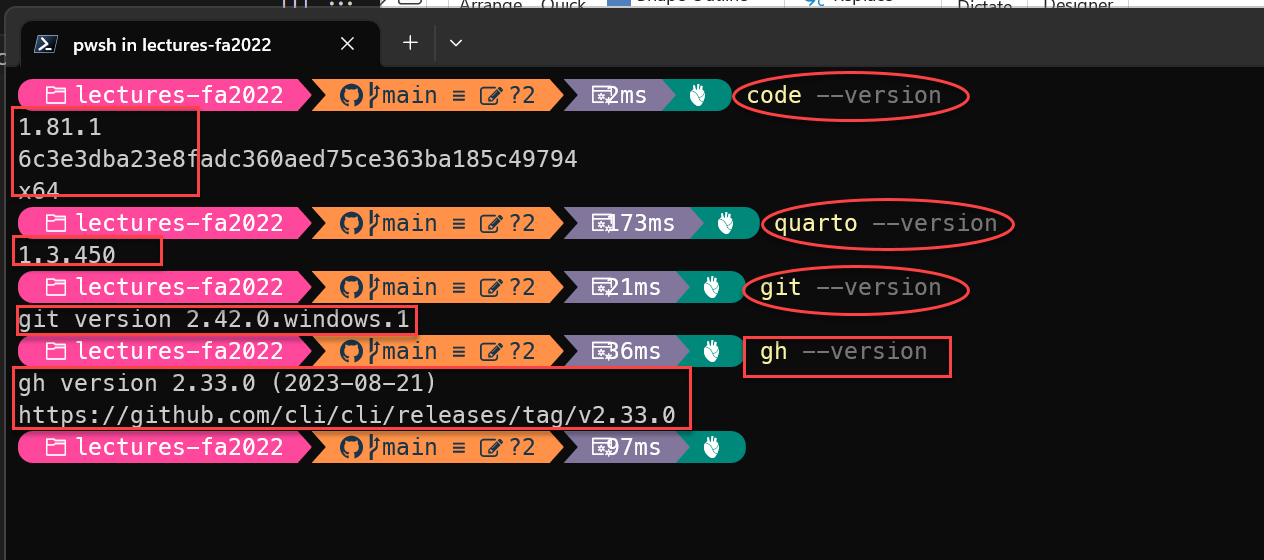 Arrange Quick Shape Outline Replace Dictate Designer
pwsh in lectures-fa2022
lectures-fa2022 main ≡ ?2 2ms code --version
1.81.1
6c3e3dba23e8fadc360aed75ce363ba185c49794
x64
lectures-fa2022 main ≡ ?2 173ms quarto --version
1.3.450
lectures-fa2022 main ≡ ?2 21ms git --version
git version 2.42.0.windows.1
lectures-fa2022 main ≡ ?2 36ms gh --version
gh version 2.33.0 (2023-08-21)
https://github.com/cli/cli/releases/tag/v2.33.0
lectures-fa2022 main ≡ ?2 97ms